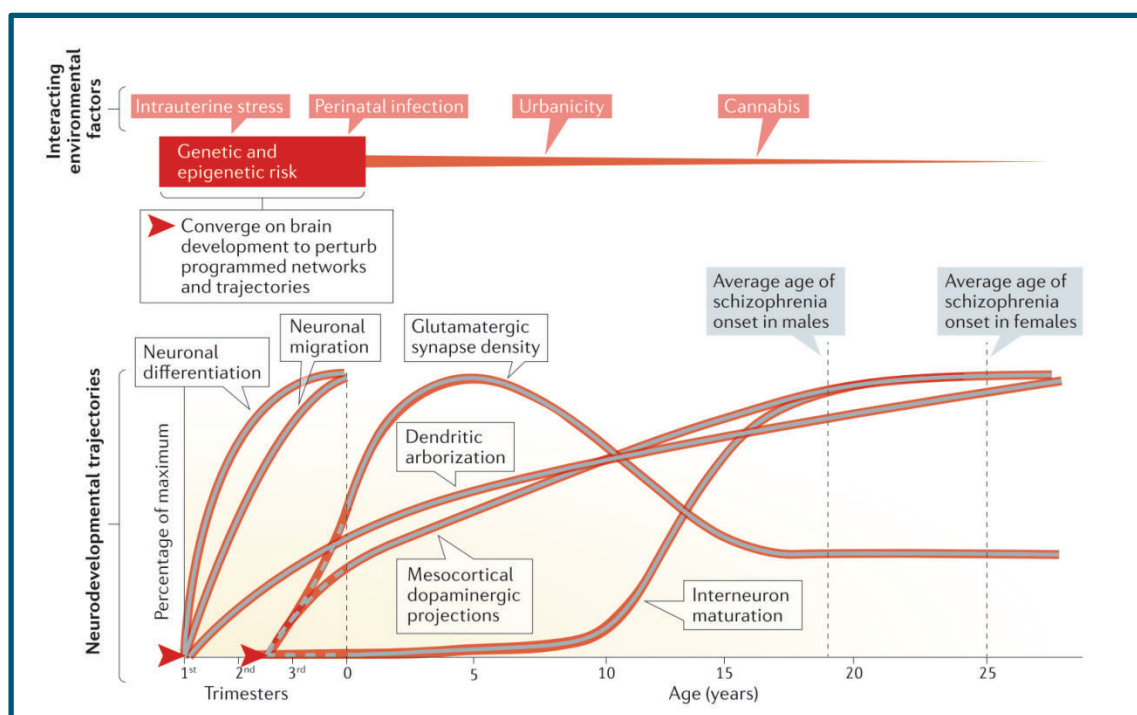 Interacting
environmental
factors
Intrauterine stress
Perinatal infection
Urbanicity
Cannabis
Genetic and
epigenetic risk
Converge on brain
development to perturb
programmed networks
and trajectories
Average age of
schizophrenia
onset in males
Average age of
schizophrenia
onset in females
Neuronal
differentiation
Neuronal
migration
Glutamatergic
synapse density
Dendritic
arborization
Mesocortical
dopaminergic
projections
Interneuron
maturation
Neurodevelopmental trajectories
Percentage of maximum
1st 2nd 3rd 0 5 10 15 20 25
Trimesters Age (years)